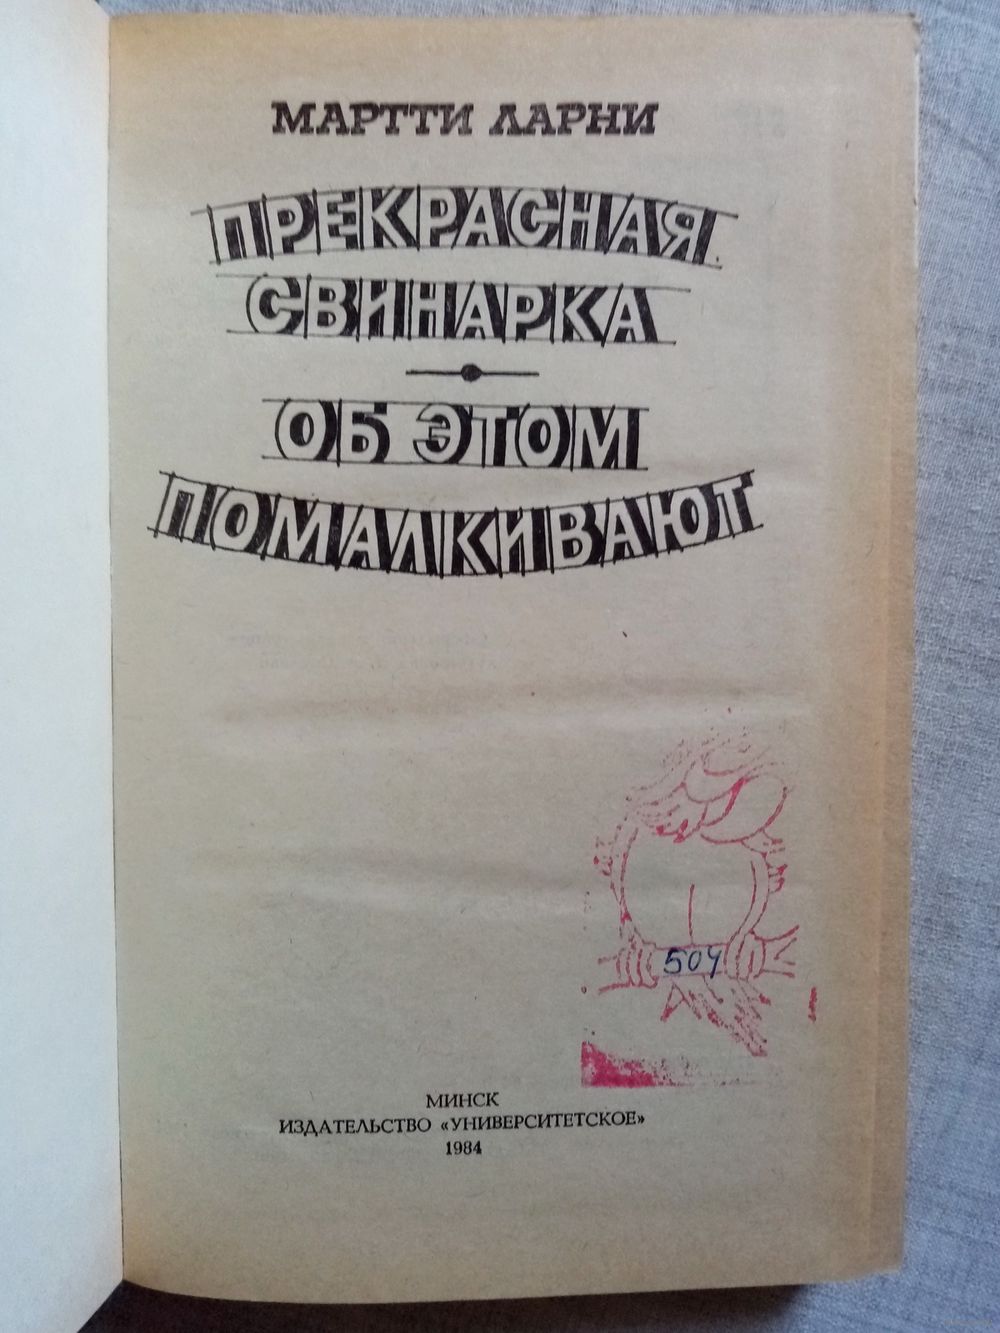 МАРТТИ ЛАРНИ
ПРЕКРАСНАЯ
СВИНАРКА
ОБ ЭТОМ
ПОМАЛКИВАЮТ
504
МИНСК
ИЗДАТЕЛЬСТВО «УНИВЕРСИТЕТСКОЕ»
1984